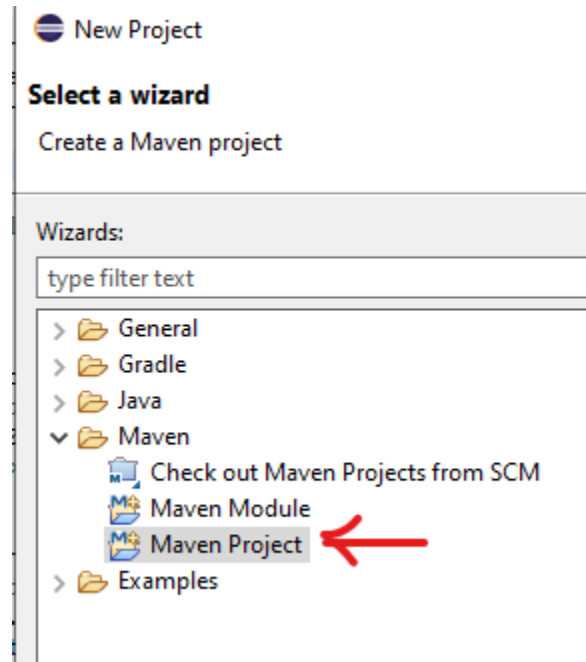 New Project
Select a wizard
Create a Maven project
Wizards:
type filter text
General
Gradle
Java
Maven
Check out Maven Projects from SCM
Maven Module
Maven Project
Examples